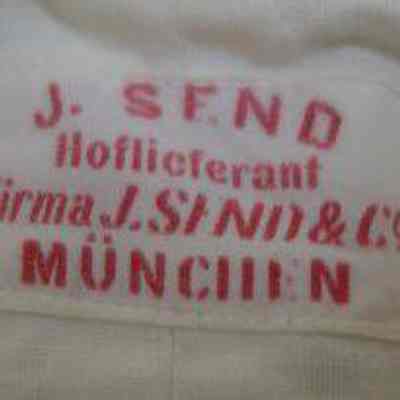 J. SEND
Hoflieferant
Firma J. SEND & Co
MÜNCHEN